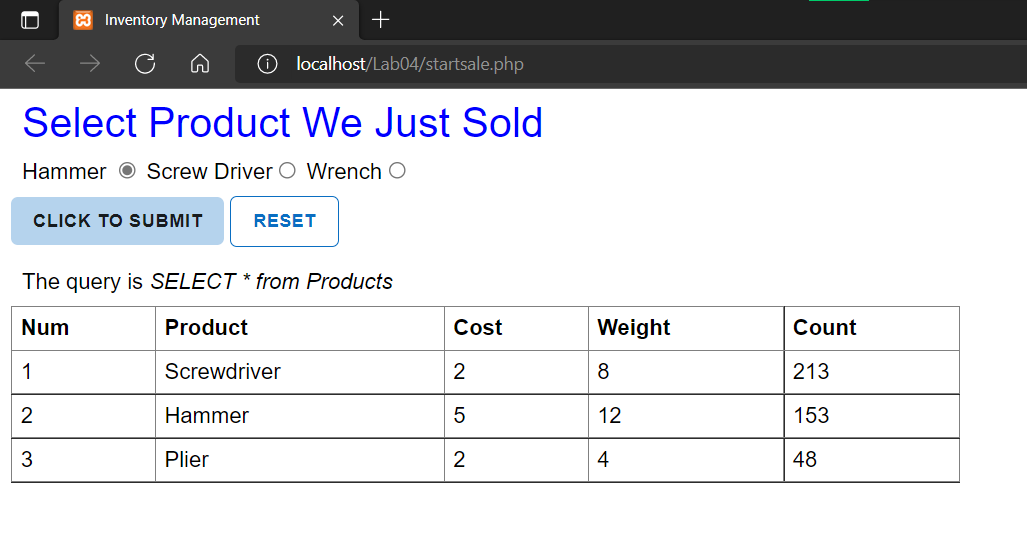 Inventory Management
localhost/Lab04/startsale.php
Select Product We Just Sold
Hammer Screw Driver Wrench
CLICK TO SUBMIT RESET
The query is SELECT * from Products
Num Product Cost Weight Count
1 Screwdriver 2 8 213
2 Hammer 5 12 153
3 Plier 2 4 48